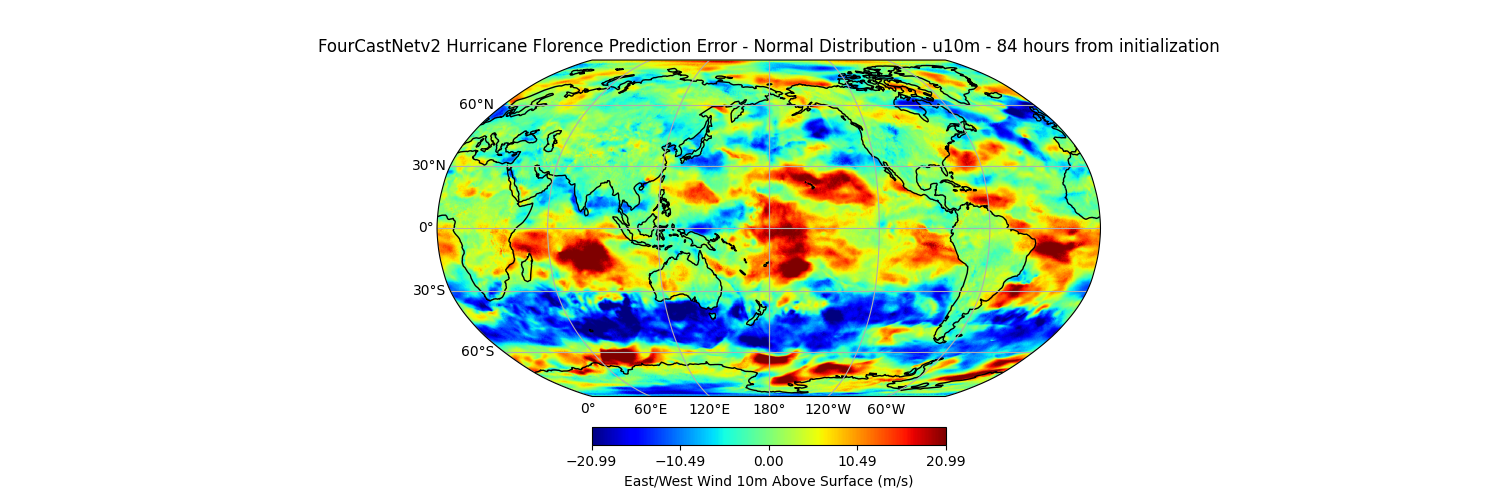 FourCastNetv2 Hurricane Florence Prediction Error - Normal Distribution - u10m - 84 hours from initialization
60°N
30°N
0°
30°S
60°S
0° 60°E 120°E 180° 120°W 60°W
−20.99 −10.49 0.00 10.49 20.99
East/West Wind 10m Above Surface (m/s)